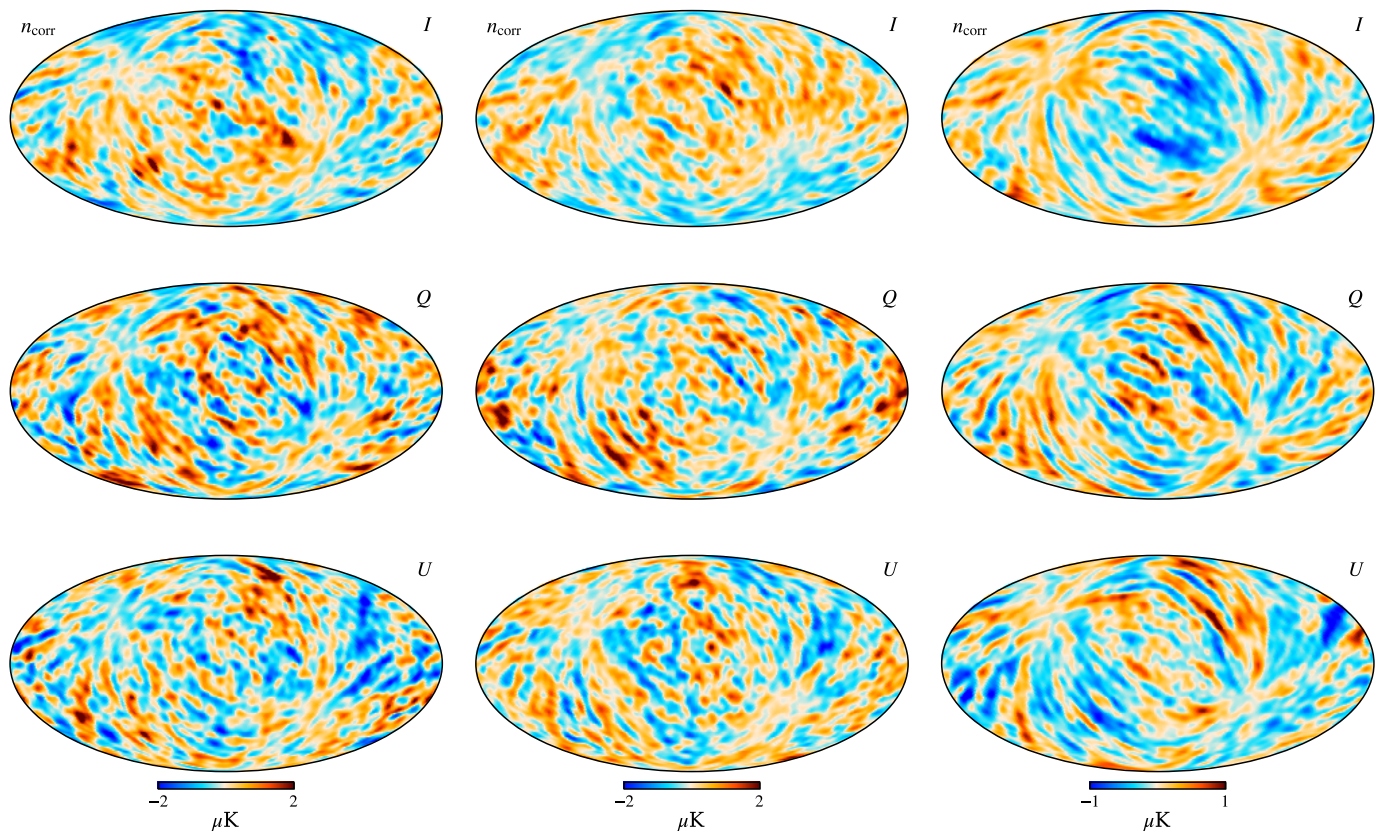 n_corr I n_corr I n_corr I
Q Q Q
U U U
−2 2 −2 2 −1 1
μK μK μK